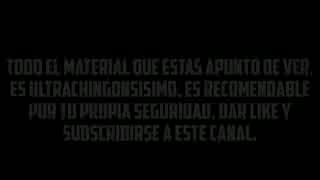 TODO EL MATERIAL QUE ESTAS APUNTO DE VER,
ES ULTRACHINGONSISIMO, ES RECOMENDABLE
POR TU PROPIA SEGURIDAD, DAR LIKE Y
SUBSCRIBIRSE A ESTE CANAL.